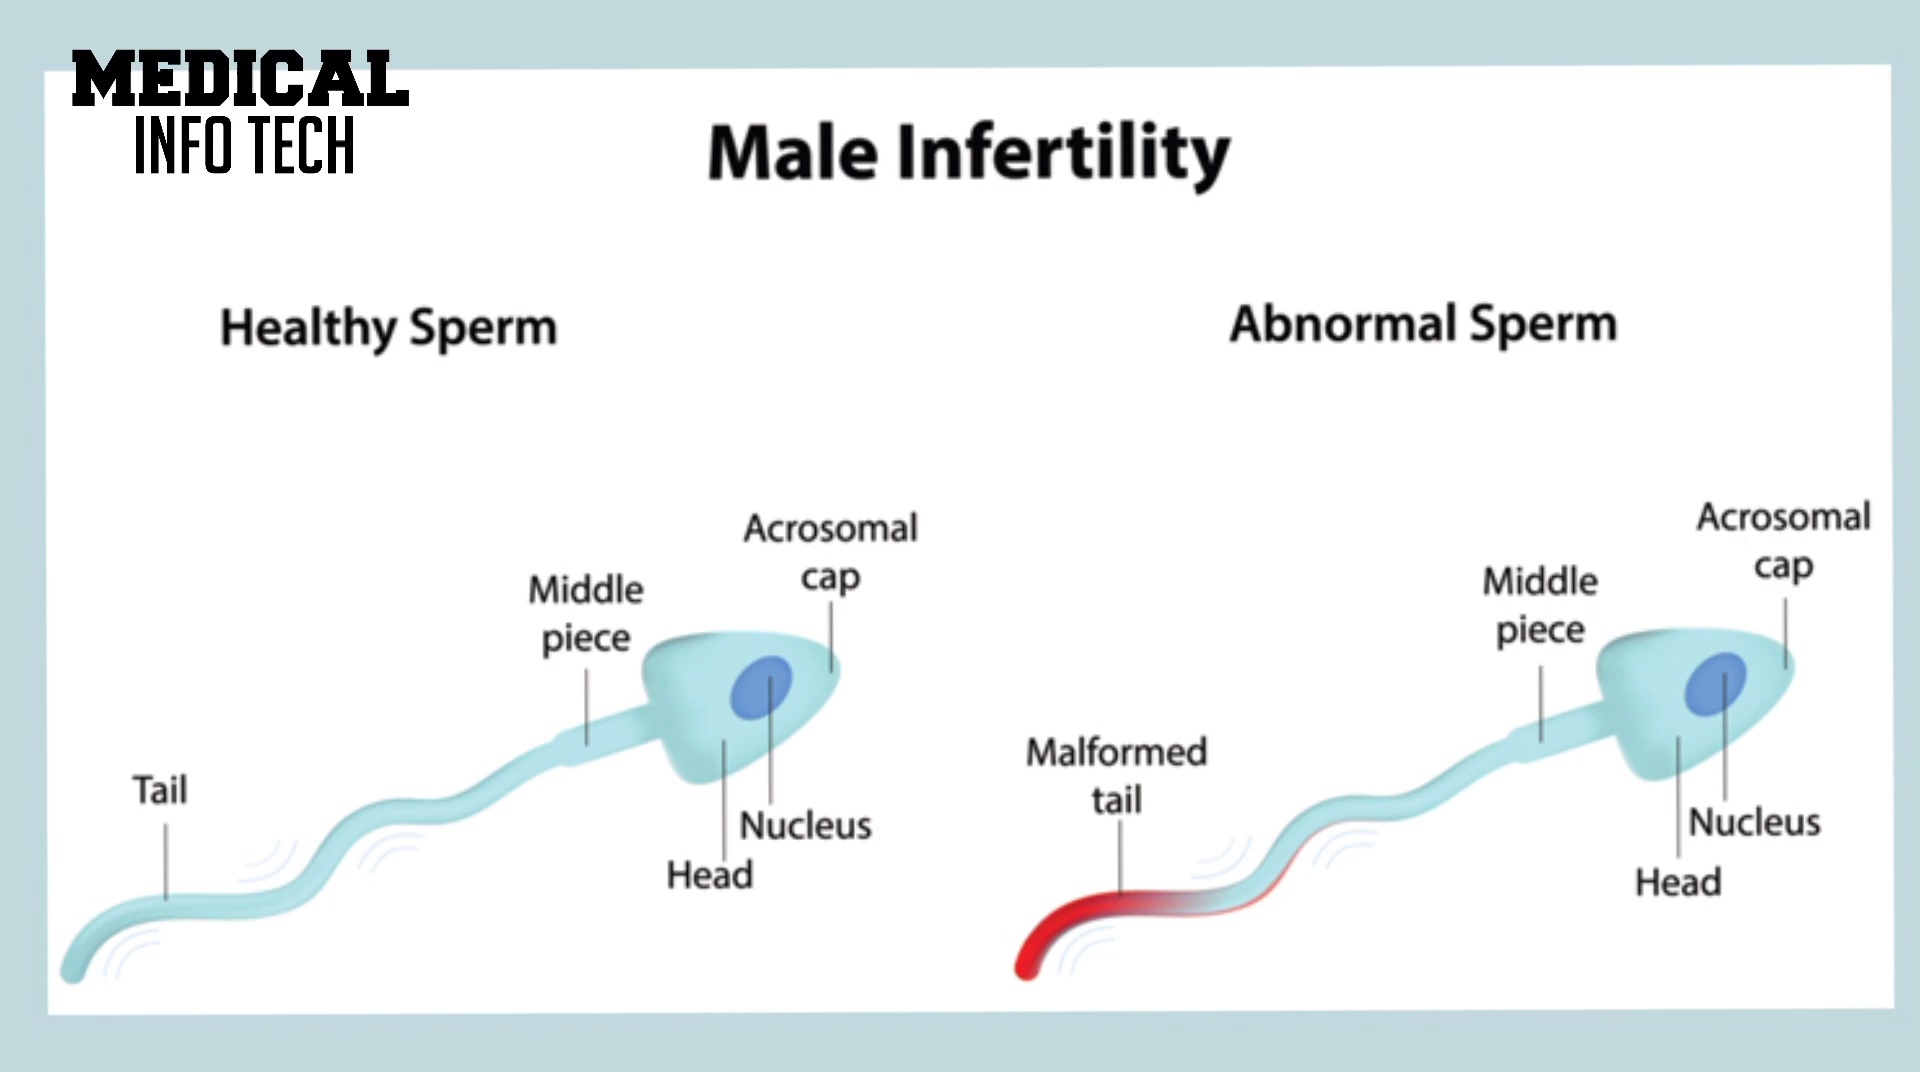 MEDICAL
INFO TECH
Male Infertility
Healthy Sperm
Abnormal Sperm
Acrosomal
cap
Middle
piece
Tail
Nucleus
Head
Acrosomal
cap
Middle
piece
Malformed
tail
Nucleus
Head